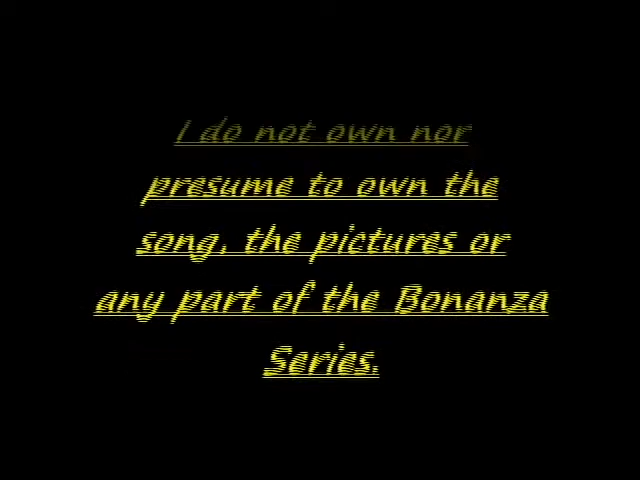 I do not own nor
presume to own the
song, the pictures or
any part of the Bonanza
Series.